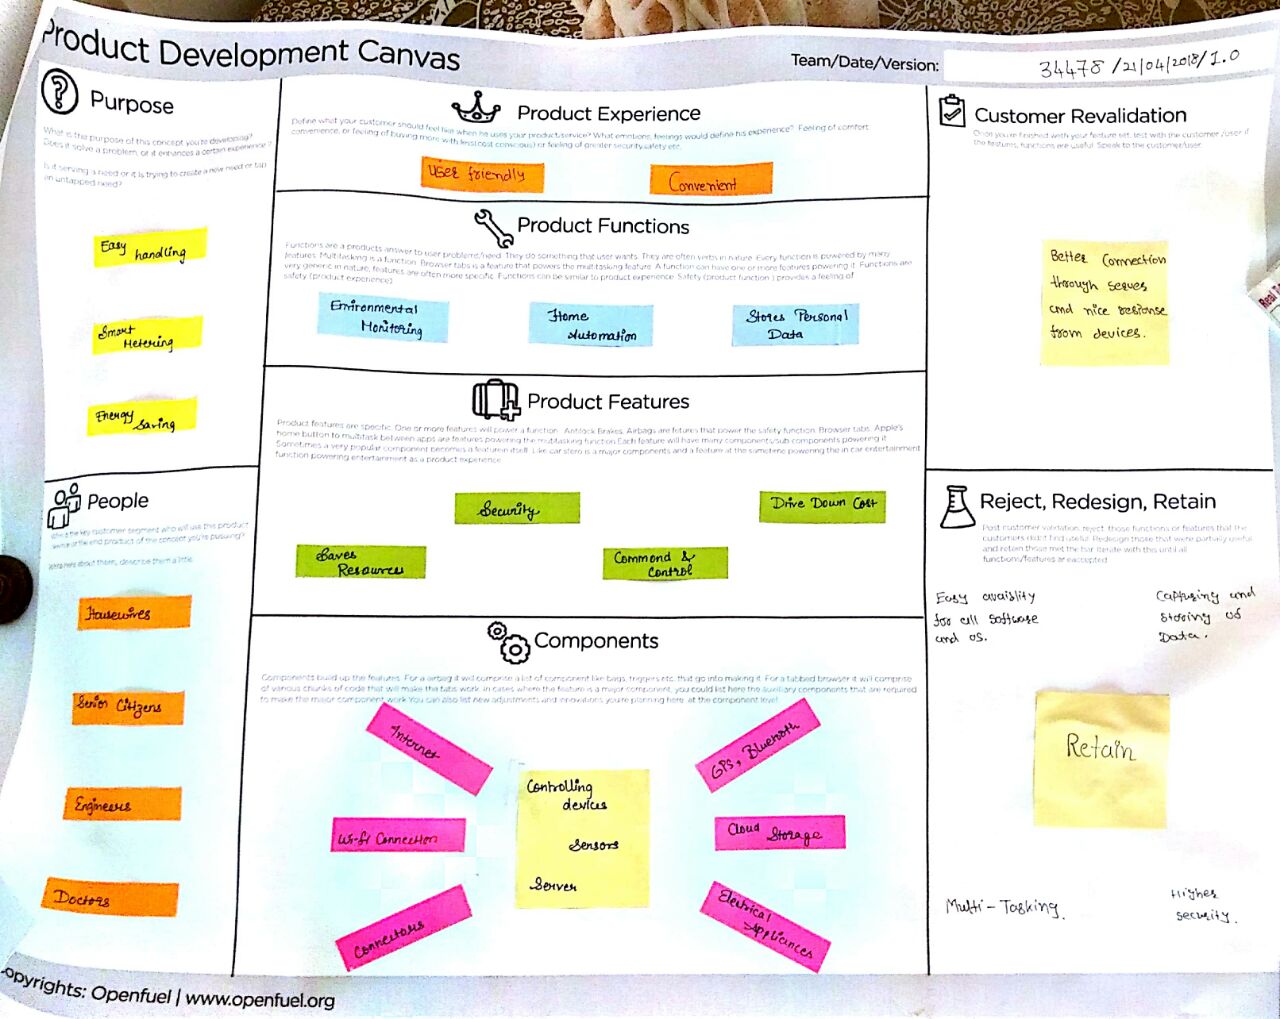 Product Development Canvas
Team/Date/Version:
34478 /21/04/2018/1.0
Purpose
What is the purpose of this concept you're developing?
Does it solve a problem, or it enhances a certain experience?
Is it serving a need or it is trying to create a new need or tap
an untapped need?
Easy
handling
Smart
Metering
Energy
Saving
People
Who is the key customer segment who will use this product
service or the end product of the concept you're pursuing?
Write here about them, describe them a little.
Housewives
Senior Citizens
Engineers
Doctors
Product Experience
Define what your customer should feel like when he uses your product/service? What emotions, feelings would define his experience? Feeling of comfort,
convenience, or feeling of buying more with less(cost conscious) or feeling of greater security,safety etc.
User friendly
Convenient
Product Functions
Functions are a products answer to user problems/need. They do something that user wants. They are often verbs in nature. Every function is powered by many
features. Multitasking is a function. Browser tabs is a feature that powers the multitasking feature. A function can have one or more features powering it. Functions are
very generic in nature, features are often more specific. Functions can be similar to product experience. Safety (product function ) provides a feeling of
safety (product experience)
Environmental
Monitoring
Home
Automation
Stores Personal
Data
Product Features
Product features are specific. One or more features will power a function. Antilock Brakes, Airbags are fetures that power the safety function. Browser tabs, Apple's
home button to multitask between apps are features powering the multitasking function.Each feature will have many components/sub components powering it.
Sometimes a very popular component becomes a feature itself. Like car stero is a major components and a feature at the sametime powering the in car entertainment
function powering entertainment as a product experience
Security
Drive Down Cost
Saves
Resources
Commond &
Control
Components
Components build up the features. For a airbag it will comprise a list of component like bags, triggers etc. that go into making it. For a tabbed browser it will comprise
of various chunks of code that will make the tabs work. In cases where the feature is a major component, you could list here the auxiliary components that are required
to make the major component work. You can also list new adjustments and innovations, you're planning here, at the component level.
Internet
Wi-fi Connection
Connectors
Controlling
devices
Sensors
Server
GPS, Bluetooth
Cloud Storage
Electrical
Appliances
Customer Revalidation
Once you're finished with your feature set, test with the customer /user if
the features, functions are useful. Speak to the customer/user.
Better Connection
through serves
and nice response
from devices.
Reject, Redesign, Retain
Post customer validation, reject those functions or features that the
customers didn't find useful. Redesign those that were partially useful
and retain those met the bar. Iterate with this until all
functions/features are accepted
Easy avaislity
for all Software
and os.
Capturing and
storing of
Data.
Retain
Multi-Tasking.
Higher
security.
opyrights: Openfuel | www.openfuel.org